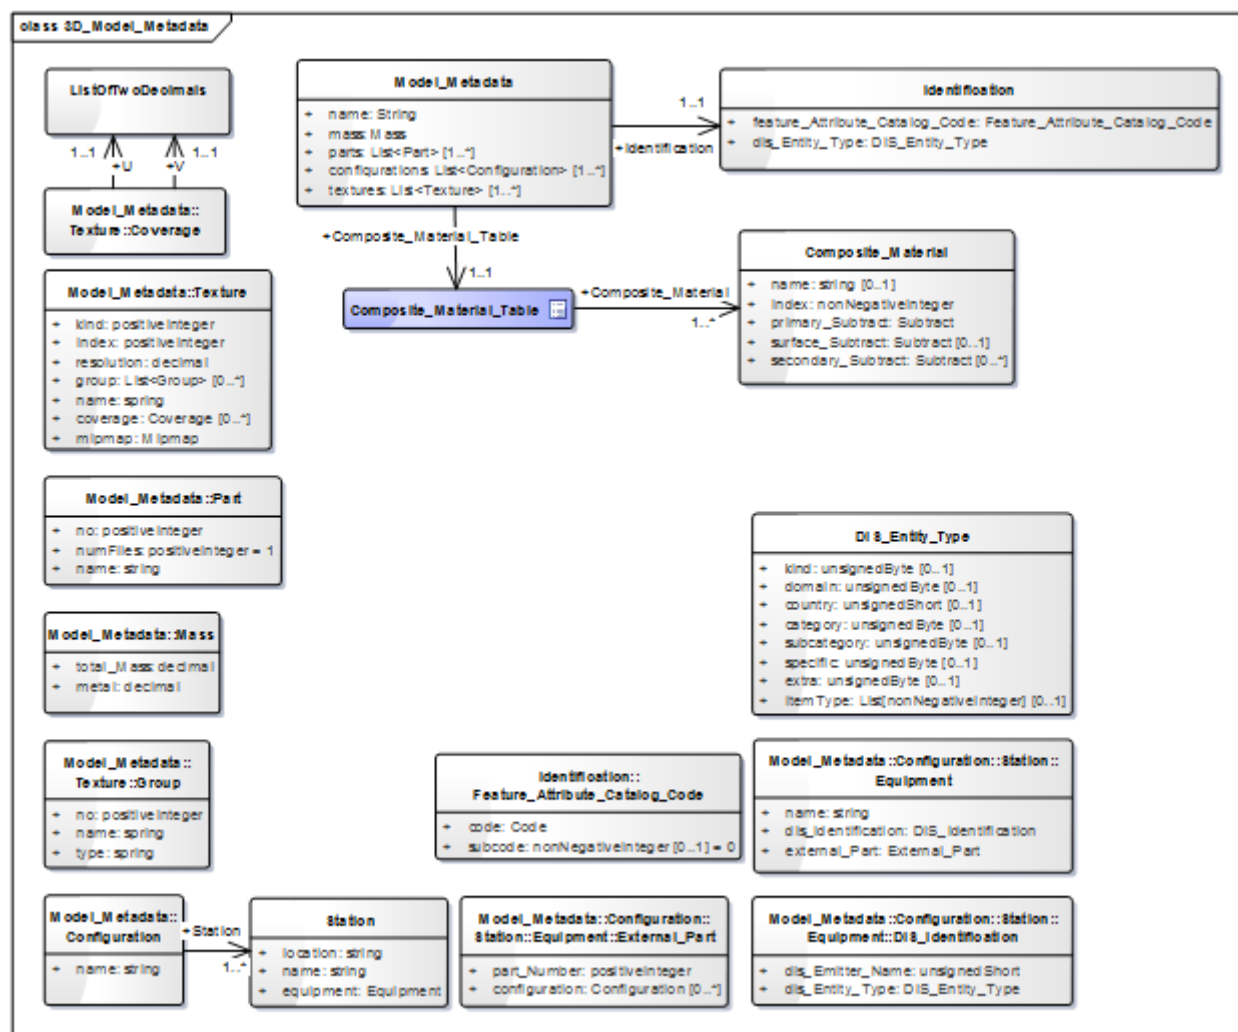 class 3D_Model_Metadata
ListOfTwoDecimals
1..1
1..1
+U
+V
Model_Metadata::
Texture::Coverage
Model_Metadata
+ name: String
+ mass: Mass
+ parts: List<Part> [1..*]
+ configurations: List<Configuration> [1..*]
+ textures: List<Texture> [1..*]
1..1
+Identification
Identification
+ feature_Attribute_Catalog_Code: Feature_Attribute_Catalog_Code
+ dis_Entity_Type: DIS_Entity_Type
+Composite_Material_Table
1..1
Composite_Material_Table
+Composite_Material
1..*
Composite_Material
+ name: string [0..1]
+ index: nonNegativeInteger
+ primary_Subtract: Subtract
+ surface_Subtract: Subtract [0..1]
+ secondary_Subtract: Subtract [0..*]
Model_Metadata::Texture
+ kind: positiveInteger
+ index: positiveInteger
+ resolution: decimal
+ group: List<Group> [0..*]
+ name: spring
+ coverage: Coverage [0..*]
+ mipmap: Mipmap
Model_Metadata::Part
+ no: positiveInteger
+ numFiles: positiveInteger = 1
+ name: string
DIS_Entity_Type
+ kind: unsignedByte [0..1]
+ domain: unsignedByte [0..1]
+ country: unsignedShort [0..1]
+ category: unsignedByte [0..1]
+ subcategory: unsignedByte [0..1]
+ specific: unsignedByte [0..1]
+ extra: unsignedByte [0..1]
+ itemType: List[nonNegativeInteger] [0..1]
Model_Metadata::Mass
+ total_Mass: decimal
+ metal: decimal
Model_Metadata::
Texture::Group
+ no: positiveInteger
+ name: spring
+ type: spring
Identification::
Feature_Attribute_Catalog_Code
+ code: Code
+ subcode: nonNegativeInteger [0..1] = 0
Model_Metadata::Configuration::Station::
Equipment
+ name: string
+ dis_Identification: DIS_Identification
+ external_Part: External_Part
Model_Metadata::
Configuration
+ name: string
+Station
1..*
Station
+ location: string
+ name: string
+ equipment: Equipment
Model_Metadata::Configuration::
Station::Equipment::External_Part
+ part_Number: positiveInteger
+ configuration: Configuration [0..*]
Model_Metadata::Configuration::Station::
Equipment::DIS_Identification
+ dis_Emitter_Name: unsignedShort
+ dis_Entity_Type: DIS_Entity_Type